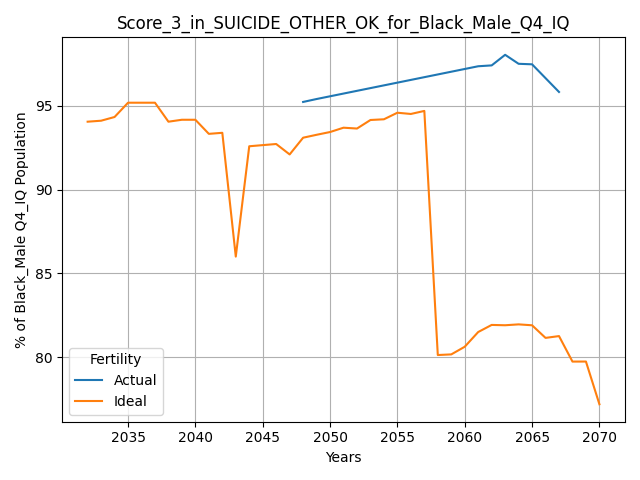 Score_3_in_SUICIDE_OTHER_OK_for_Black_Male_Q4_IQ
% of Black_Male Q4_IQ Population
95
90
85
80
Fertility
Actual
Ideal
2035 2040 2045 2050 2055 2060 2065 2070
Years